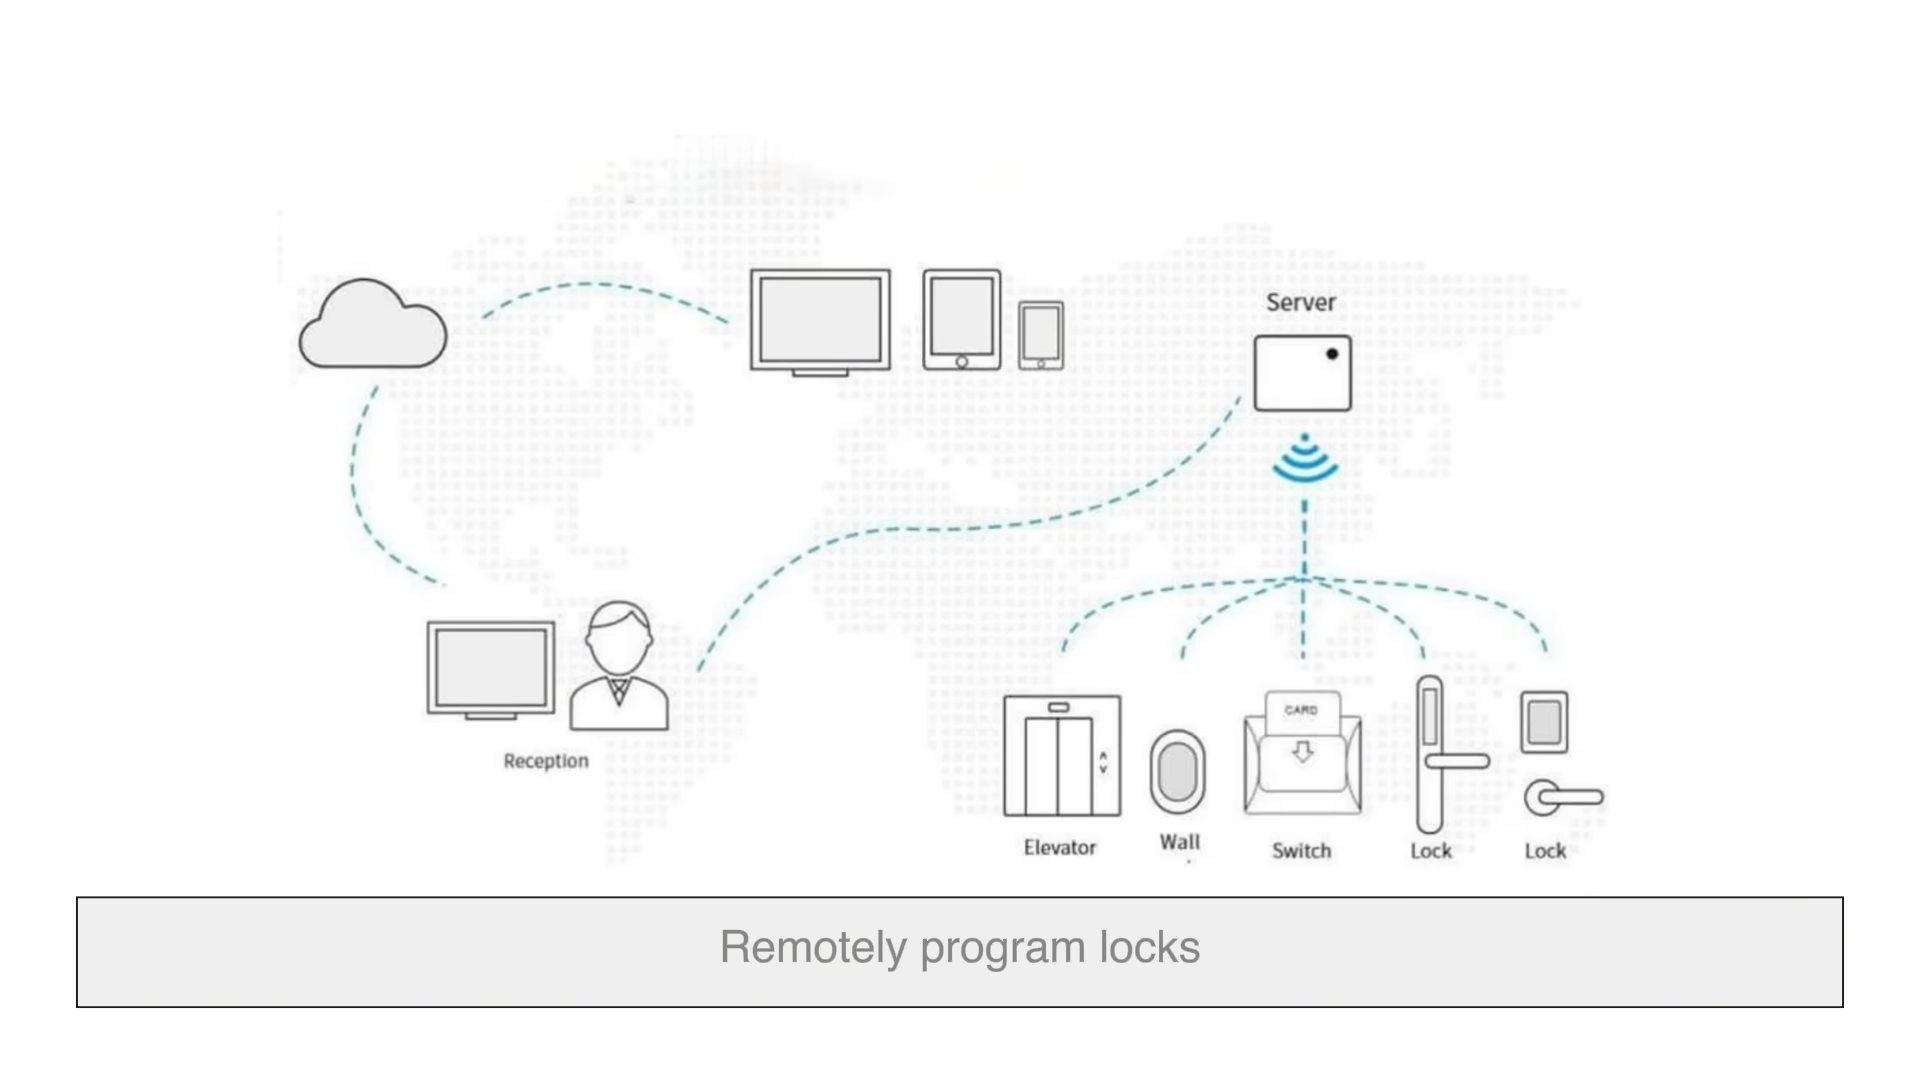 Server
Reception
CARD
Elevator
Wall
Switch
Lock
Lock
Remotely program locks